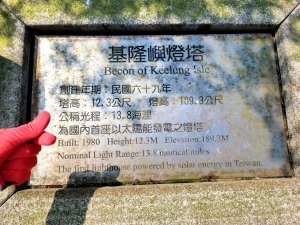 基隆嶼燈塔
Becon of Keelung Isle
創建年期：民國六十九年
塔高：12.3公尺 燈高：189.3公尺
公稱光程：13.8海浬
為國內首座以太陽能發電之燈塔
Built: 1980 Height:12.3M Elevation:189.3M
Nominal Light Range:13.8 nautical miles
The first lighthouse powered by solar energy in Taiwan.